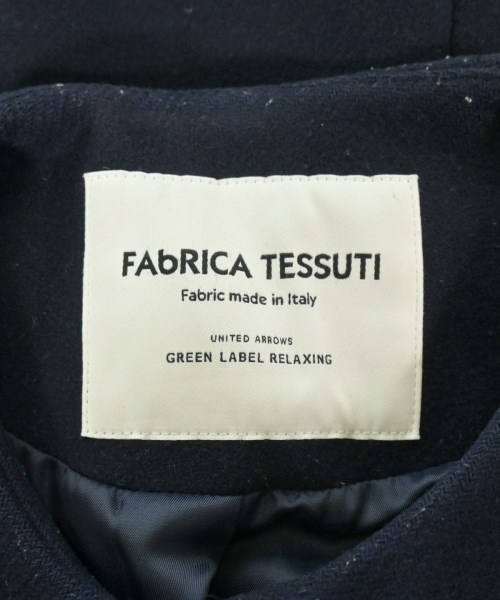 FAbRICA TESSUTI
Fabric made in Italy
UNITED ARROWS
GREEN LABEL RELAXING